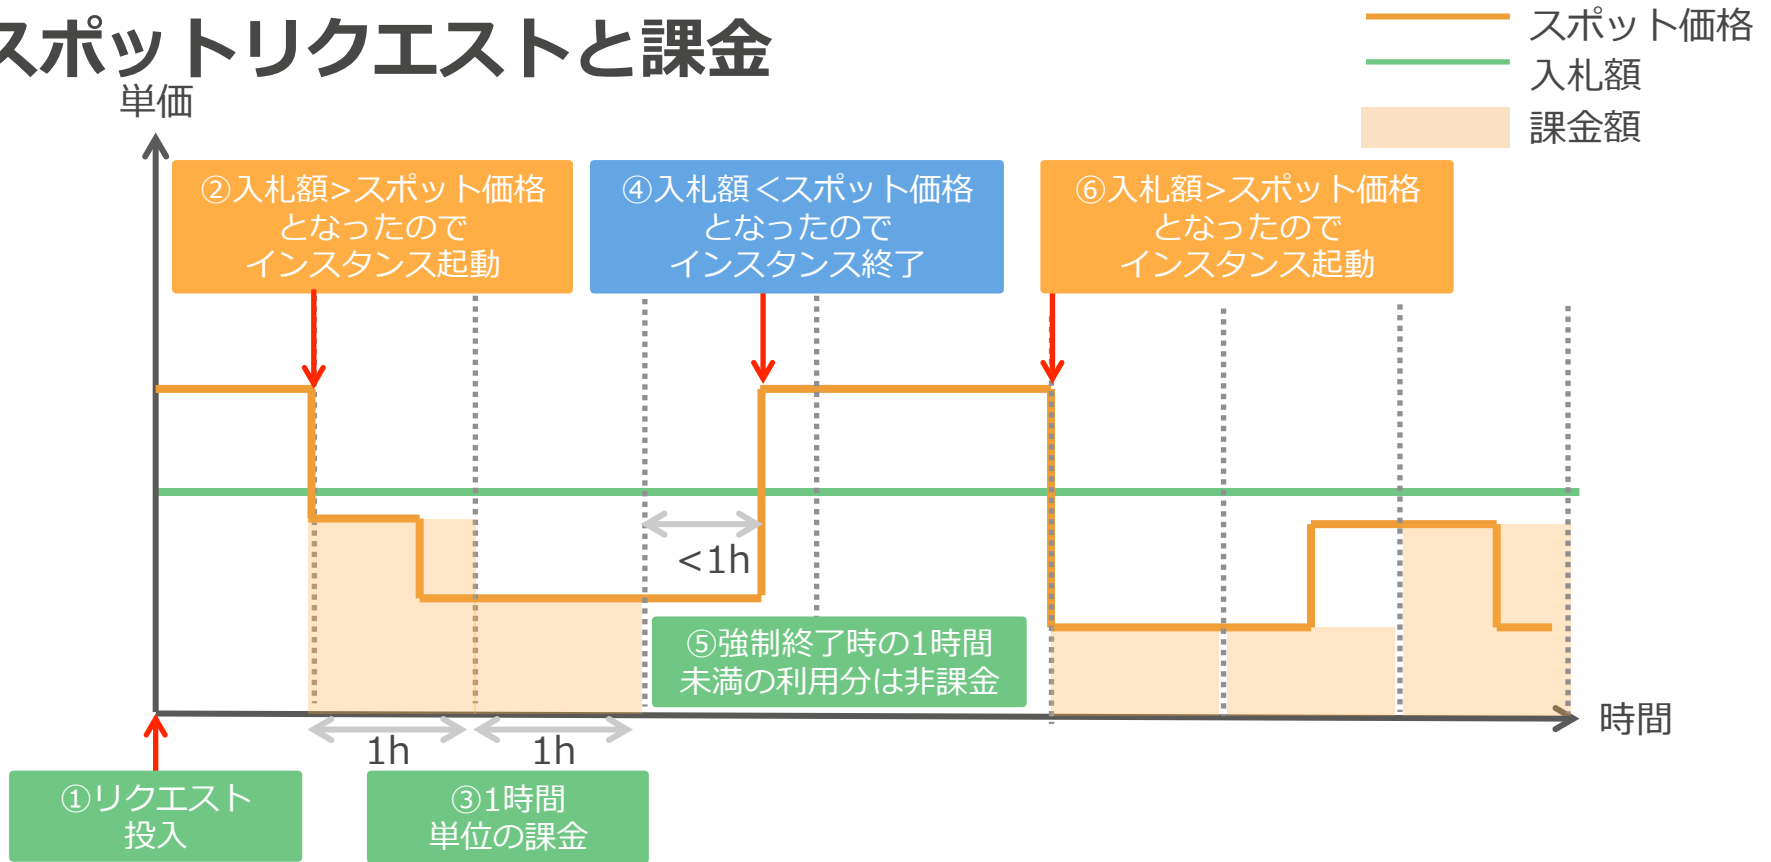 スポットリクエストと課金
スポット価格
入札額
課金額
単価
②入札額>スポット価格
となったので
インスタンス起動
④入札額＜スポット価格
となったので
インスタンス終了
⑥入札額>スポット価格
となったので
インスタンス起動
<1h
⑤強制終了時の1時間
未満の利用分は非課金
時間
1h
1h
①リクエスト
投入
③1時間
単位の課金